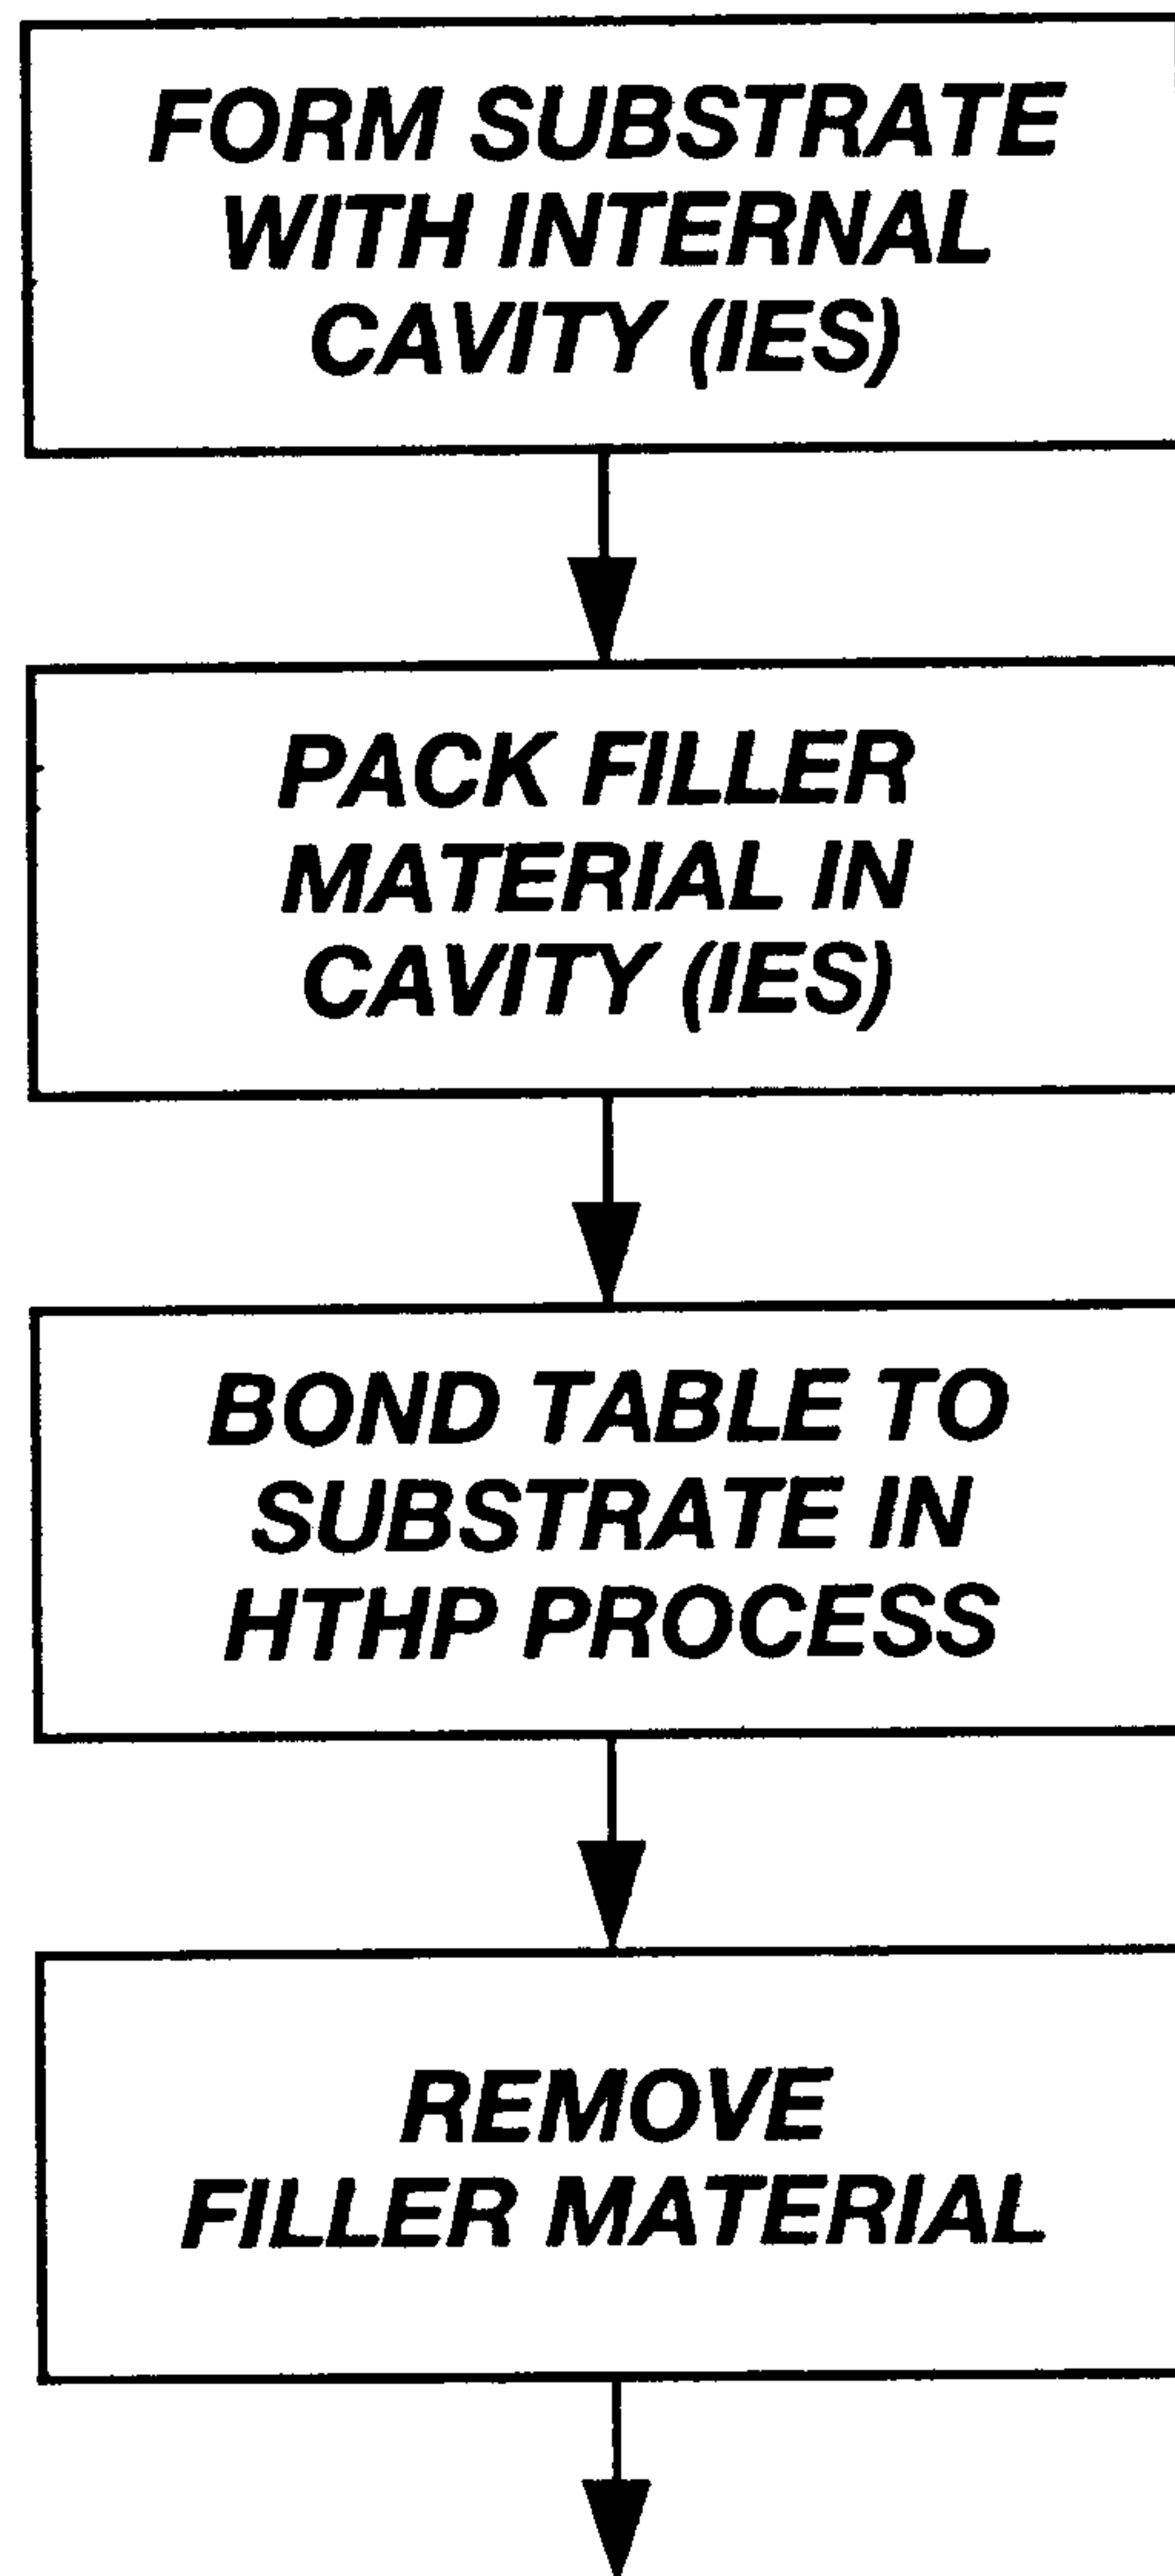 FORM SUBSTRATE
WITH INTERNAL
CAVITY (IES)
PACK FILLER
MATERIAL IN
CAVITY (IES)
BOND TABLE TO
SUBSTRATE IN
HTHP PROCESS
REMOVE
FILLER MATERIAL